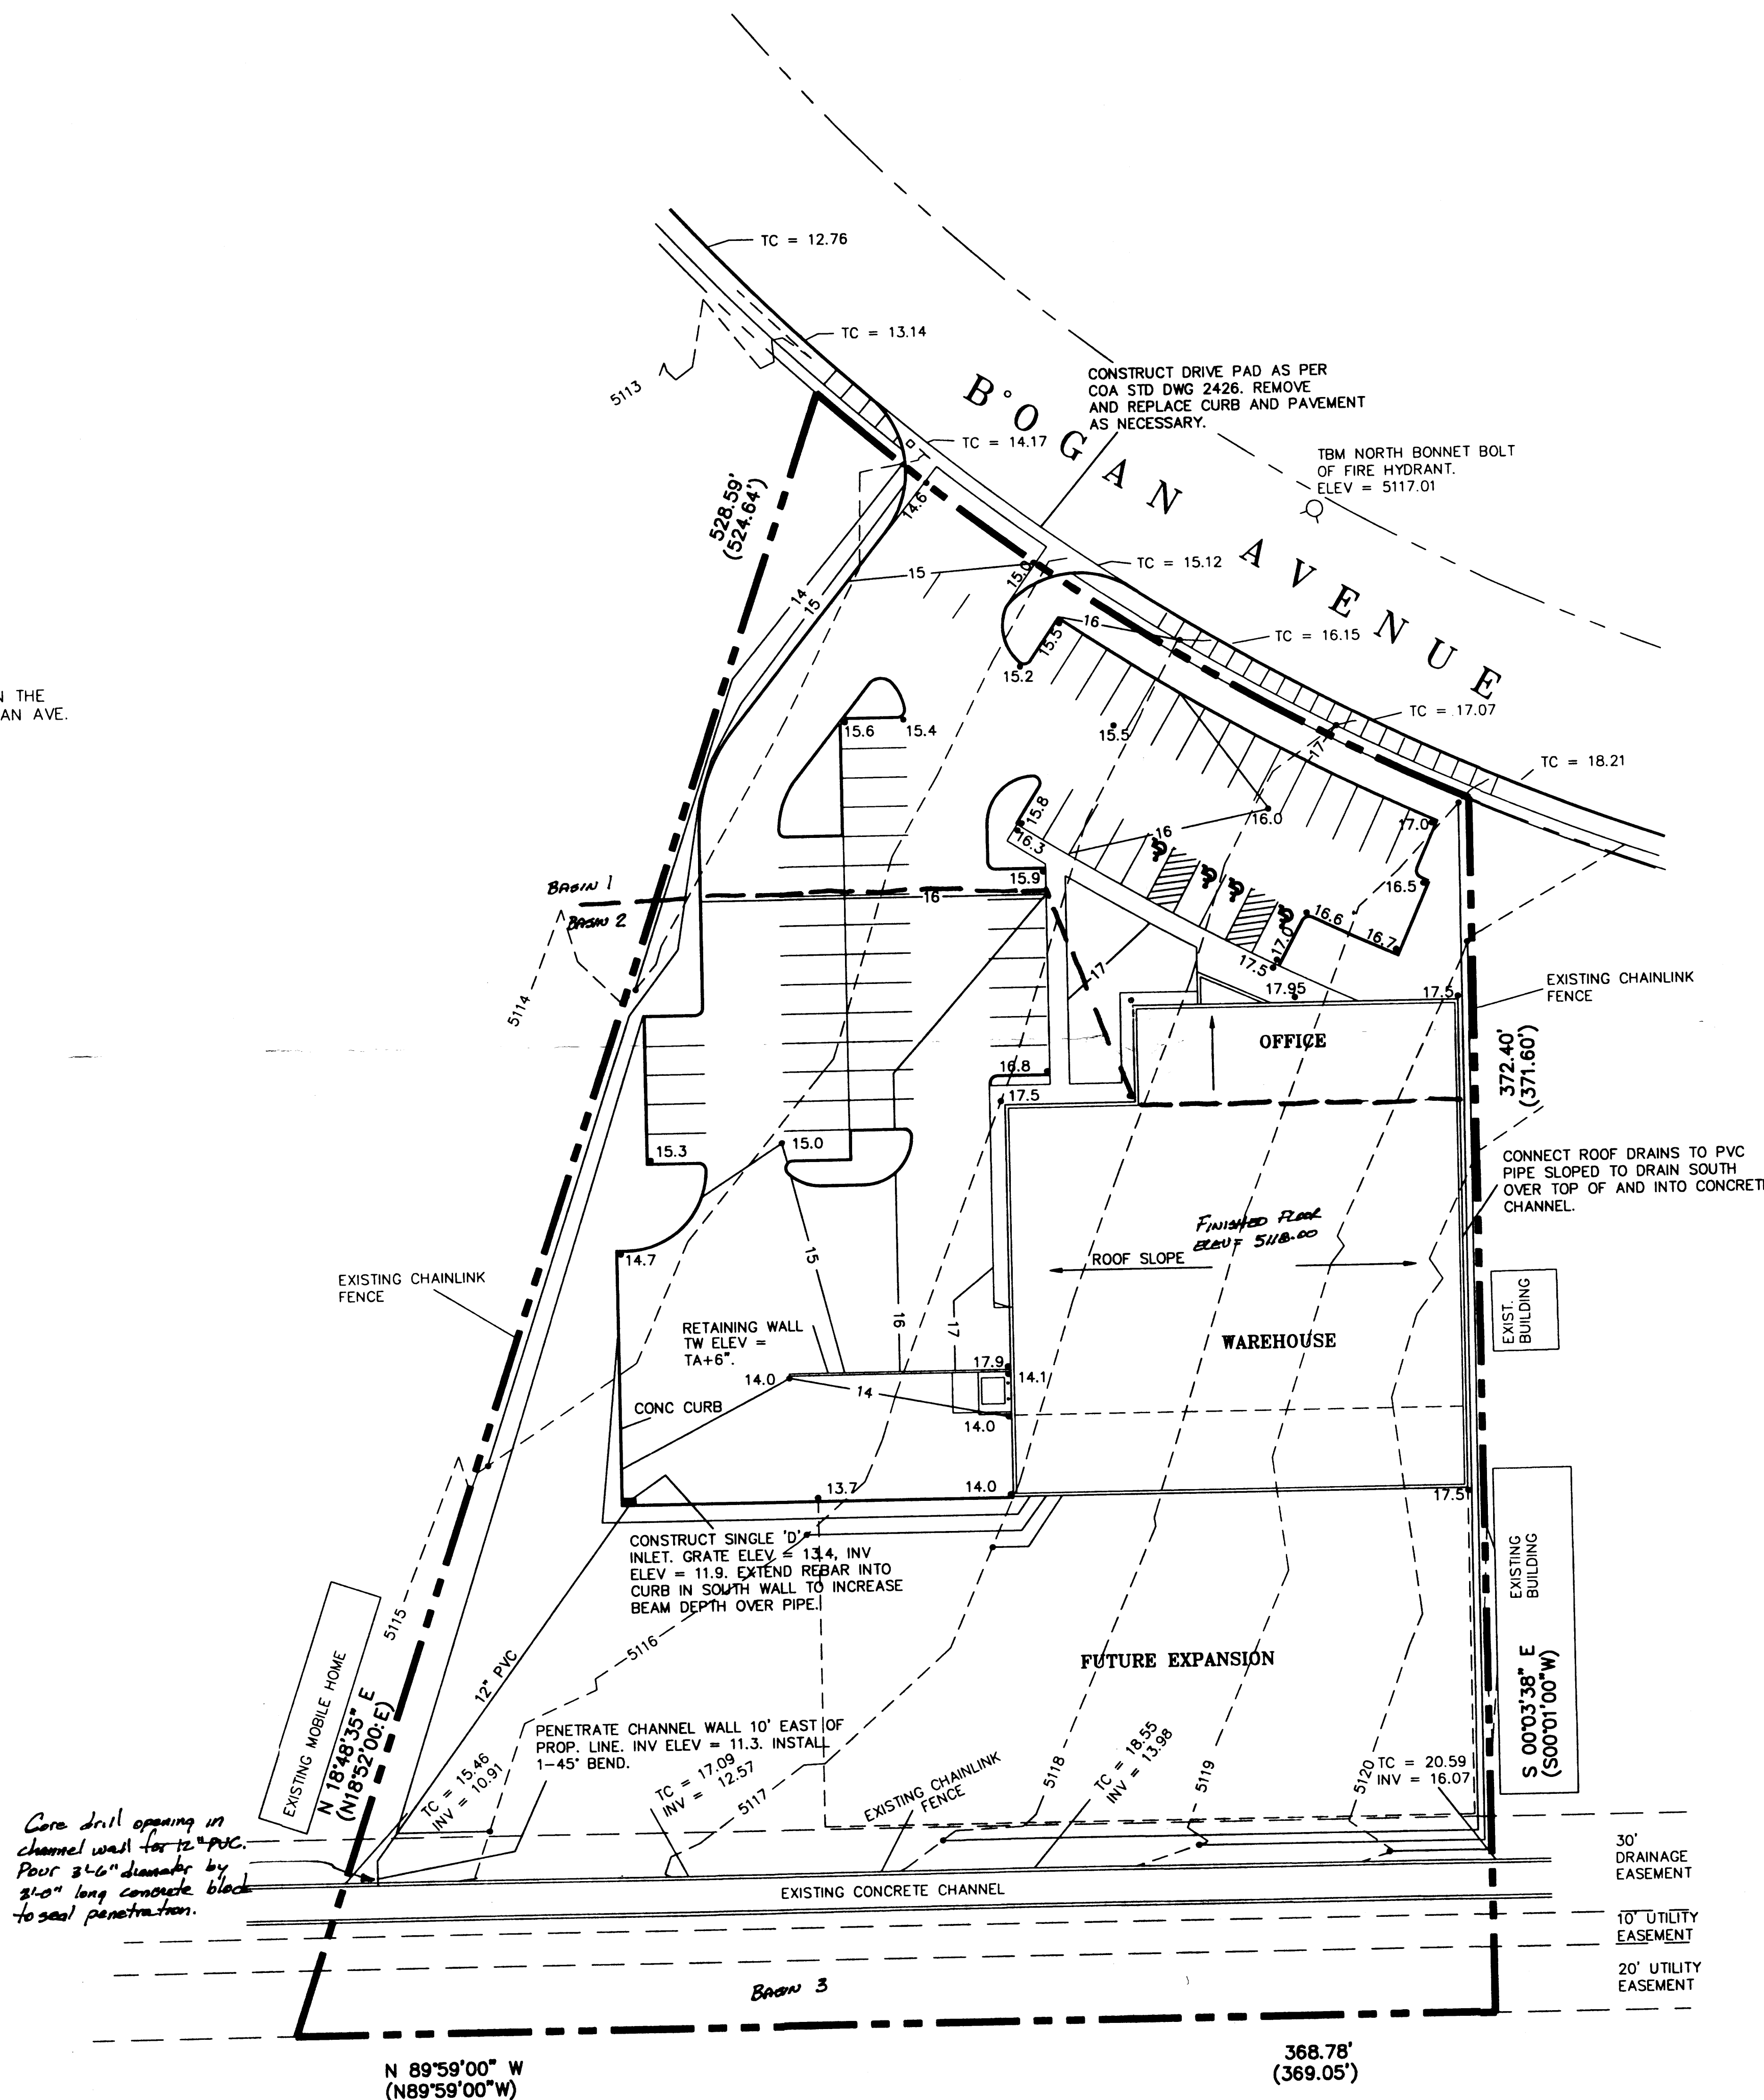 TC = 12.76
TC = 13.14
5113
BOGAN AVENUE
CONSTRUCT DRIVE PAD AS PER
COA STD DWG 2426. REMOVE
AND REPLACE CURB AND PAVEMENT
AS NECESSARY.
TC = 14.17
TBM NORTH BONNET BOLT
OF FIRE HYDRANT.
ELEV = 5117.01
528.59'
(524.64')
14.6
15
15.0
TC = 15.12
14
15
16
15.5
TC = 16.15
15.2
N THE
AN AVE.
TC = 17.07
15.6
15.4
15.5
17
TC = 18.21
15.8
16.3
16
16.0
17.0
15.9
16.5
BASIN 1
16
BASIN 2
16.6
17.0
16.7
17.5
17
5114
17.95
17.5
EXISTING CHAINLINK
FENCE
OFFICE
372.40'
(371.60')
16.8
17.5
15.3
15.0
CONNECT ROOF DRAINS TO PVC
PIPE SLOPED TO DRAIN SOUTH
OVER TOP OF AND INTO CONCRETE
CHANNEL.
FINISHED FLOOR
ELEV = 5118.00
14.7
15
ROOF SLOPE
EXISTING CHAINLINK
FENCE
EXIST.
BUILDING
16
17
RETAINING WALL
TW ELEV =
TA+6".
WAREHOUSE
17.9
14.0
14
14.1
CONC CURB
14.0
13.7
14.0
17.5
CONSTRUCT SINGLE 'D'
INLET. GRATE ELEV = 13.4, INV
ELEV = 11.9. EXTEND REBAR INTO
CURB IN SOUTH WALL TO INCREASE
BEAM DEPTH OVER PIPE.
EXISTING
BUILDING
5115
5116
FUTURE EXPANSION
12" PVC
EXISTING MOBILE HOME
N 18°48'35" E
(N18°52'00: E)
S 00°03'38" E
(S00°01'00"W)
PENETRATE CHANNEL WALL 10' EAST OF
PROP. LINE. INV ELEV = 11.3. INSTALL
1-45° BEND.
TC = 15.46
INV = 10.91
TC = 17.09
INV = 12.57
5117
EXISTING CHAINLINK
FENCE
5118
TC = 18.55
INV = 13.98
5119
5120
TC = 20.59
INV = 16.07
Core drill opening in
channel wall for 12" PVC.
Pour 3'-6" diameter by
2'-0" long concrete block
to seal penetration.
30'
DRAINAGE
EASEMENT
EXISTING CONCRETE CHANNEL
10' UTILITY
EASEMENT
20' UTILITY
EASEMENT
BASIN 3
N 89°59'00" W
(N89°59'00"W)
368.78'
(369.05')